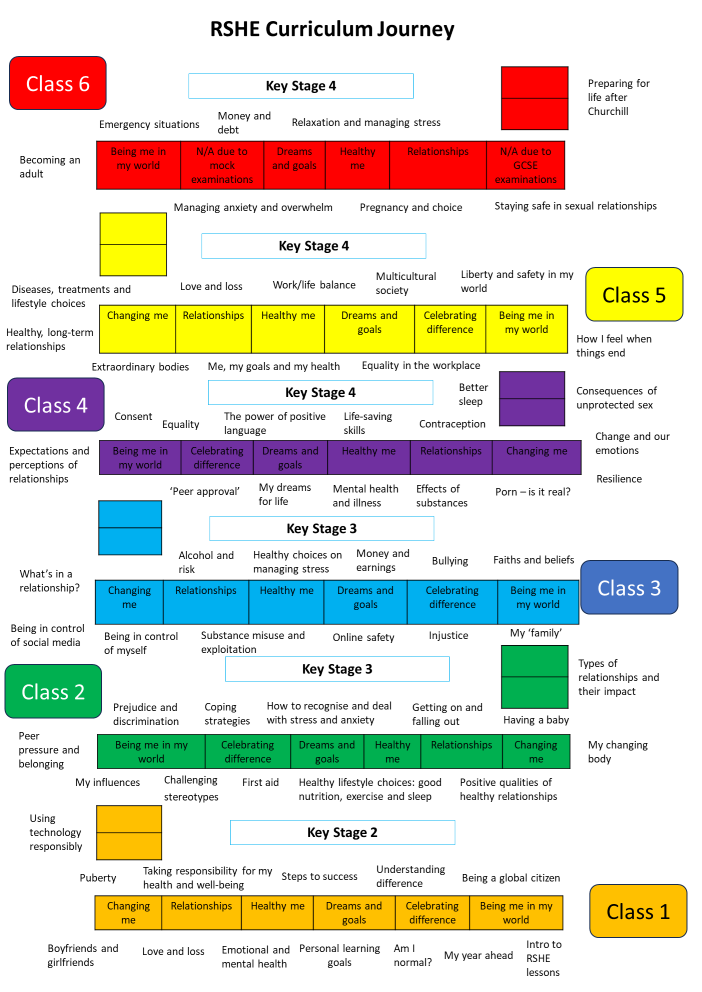 RSHE Curriculum Journey
Class 6
Key Stage 4
Preparing for
life after
Churchill
Emergency situations
Money and
debt
Relaxation and managing stress
Becoming an
adult
Being me in
my world
N/A due to
mock
examinations
Dreams
and goals
Healthy
me
Relationships
N/A due to
GCSE
examinations
Managing anxiety and overwhelm
Pregnancy and choice
Staying safe in sexual relationships
Key Stage 4
Diseases, treatments and
lifestyle choices
Love and loss
Work/life balance
Multicultural
society
Liberty and safety in my
world
Class 5
Healthy, long-term
relationships
Changing me
Relationships
Healthy me
Dreams and
goals
Celebrating
difference
Being me in
my world
How I feel when
things end
Extraordinary bodies
Me, my goals and my health
Equality in the workplace
Class 4
Key Stage 4
Better
sleep
Consequences of
unprotected sex
Consent
Equality
The power of positive
language
Life-saving
skills
Contraception
Change and our
emotions
Expectations and
perceptions of
relationships
Being me in
my world
Celebrating
difference
Dreams and
goals
Healthy me
Relationships
Changing me
Resilience
‘Peer approval’
My dreams
for life
Mental health
and illness
Effects of
substances
Porn – is it real?
Key Stage 3
What’s in a
relationship?
Alcohol and
risk
Healthy choices on
managing stress
Money and
earnings
Bullying
Faiths and beliefs
Class 3
Changing
me
Relationships
Healthy me
Dreams and
goals
Celebrating
difference
Being me in
my world
Being in control
of social media
Being in control
of myself
Substance misuse and
exploitation
Online safety
Injustice
My ‘family’
Key Stage 3
Types of
relationships and
their impact
Class 2
Prejudice and
discrimination
Coping
strategies
How to recognise and deal
with stress and anxiety
Getting on and
falling out
Having a baby
Peer
pressure and
belonging
Being me in my
world
Celebrating
difference
Dreams and
goals
Healthy
me
Relationships
Changing
me
My changing
body
My influences
Challenging
stereotypes
First aid
Healthy lifestyle choices: good
nutrition, exercise and sleep
Positive qualities of
healthy relationships
Using
technology
responsibly
Key Stage 2
Puberty
Taking responsibility for my
health and well-being
Steps to success
Understanding
difference
Being a global citizen
Class 1
Changing
me
Relationships
Healthy me
Dreams and
goals
Celebrating
difference
Being me in my
world
Boyfriends and
girlfriends
Love and loss
Emotional and
mental health
Personal learning
goals
Am I
normal?
My year ahead
Intro to
RSHE
lessons